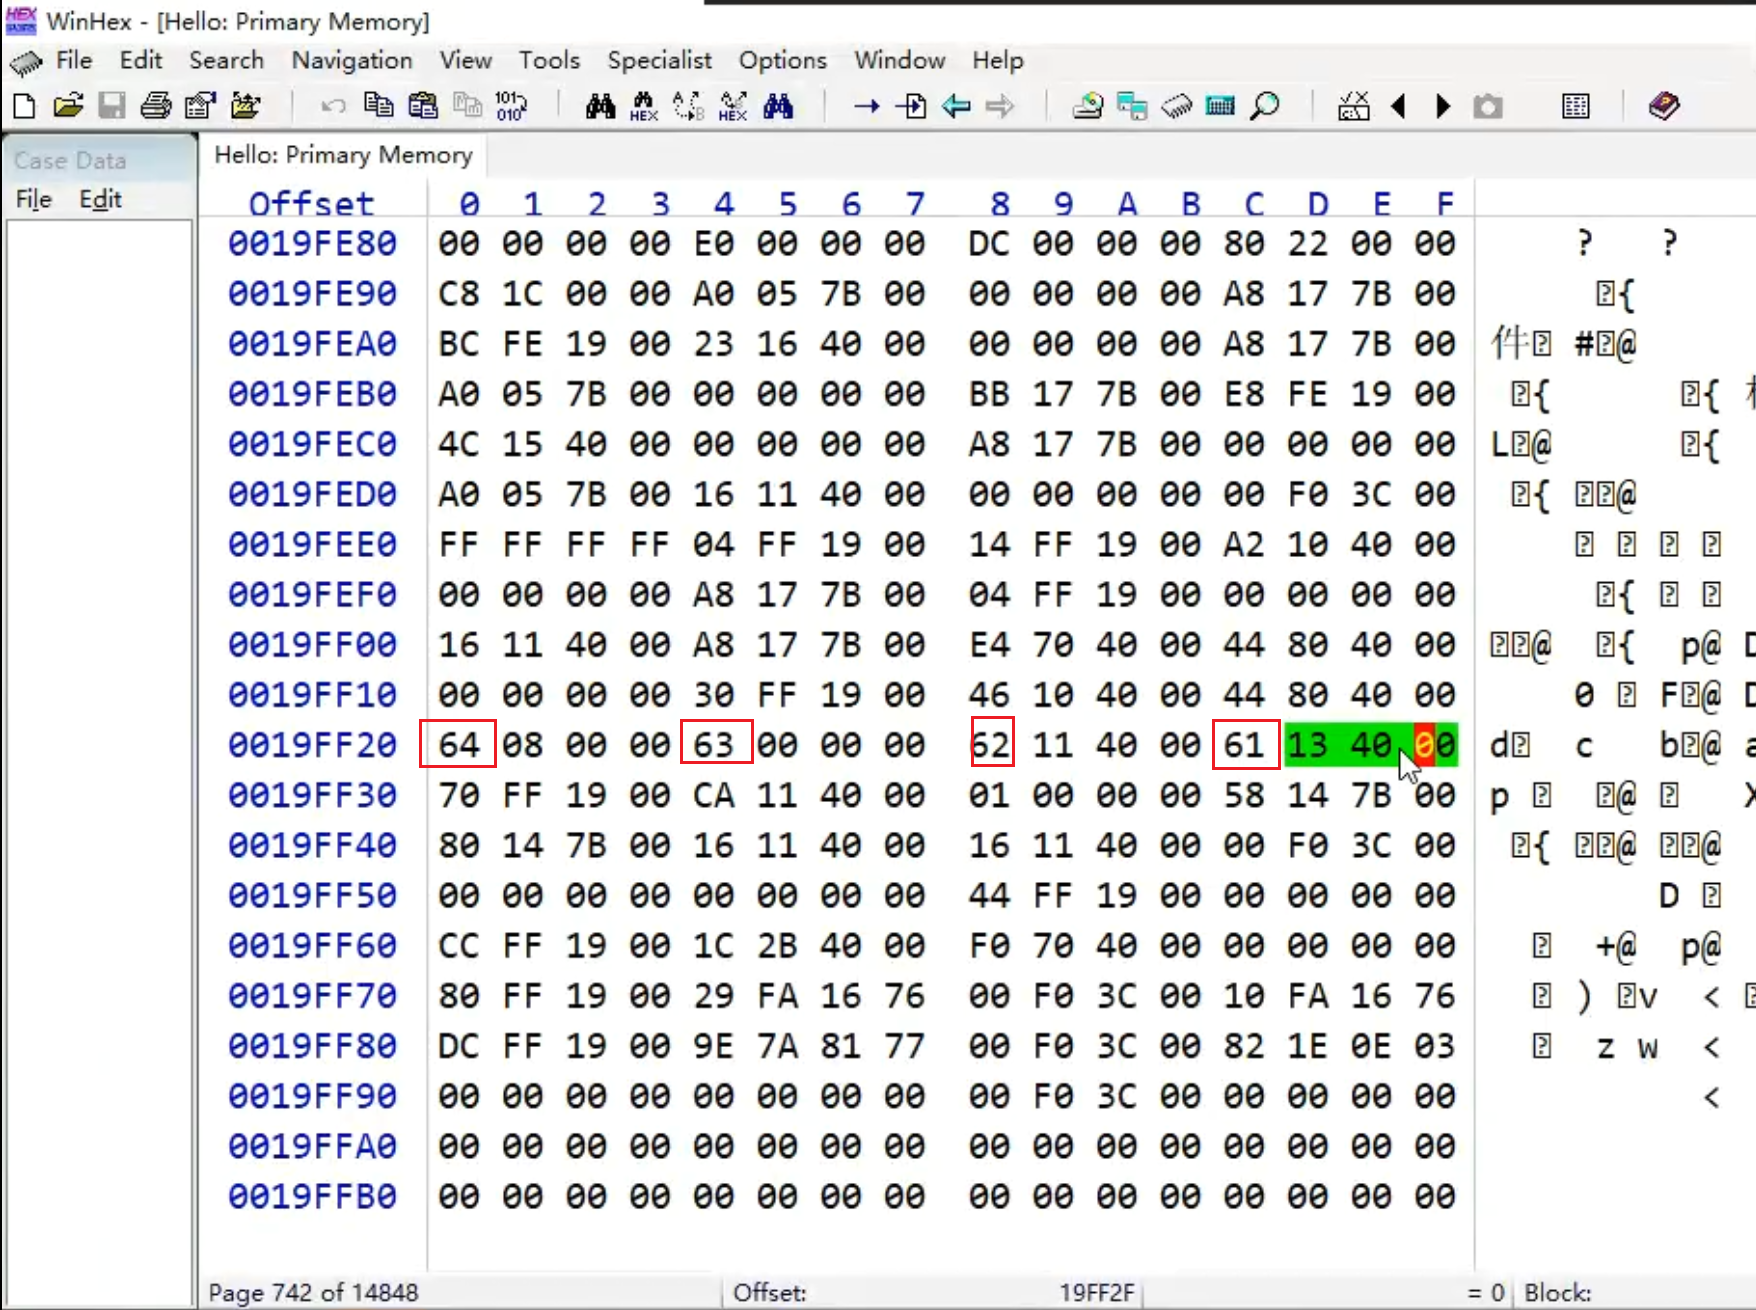 WinHex - [Hello: Primary Memory]
File Edit Search Navigation View Tools Specialist Options Window Help
Case Data
File Edit
Hello: Primary Memory
Offset 0 1 2 3 4 5 6 7 8 9 A B C D E F
0019FE80 00 00 00 00 E0 00 00 00 DC 00 00 00 80 22 00 00 ? ?
0019FE90 C8 1C 00 00 A0 05 7B 00 00 00 00 00 A8 17 7B 00 {
0019FEA0 BC FE 19 00 23 16 40 00 00 00 00 00 A8 17 7B 00 件 # @
0019FEB0 A0 05 7B 00 00 00 00 00 BB 17 7B 00 E8 FE 19 00 { {
0019FEC0 4C 15 40 00 00 00 00 00 A8 17 7B 00 00 00 00 00 L @ {
0019FED0 A0 05 7B 00 16 11 40 00 00 00 00 00 00 F0 3C 00 { @
0019FEE0 FF FF FF FF 04 FF 19 00 14 FF 19 00 A2 10 40 00
0019FEF0 00 00 00 00 A8 17 7B 00 04 FF 19 00 00 00 00 00 {
0019FF00 16 11 40 00 A8 17 7B 00 E4 70 40 00 44 80 40 00 @ { p@ D
0019FF10 00 00 00 00 30 FF 19 00 46 10 40 00 44 80 40 00 0 F @ D
0019FF20 64 08 00 00 63 00 00 00 62 11 40 00 61 13 40 00 d c b @ a
0019FF30 70 FF 19 00 CA 11 40 00 01 00 00 00 58 14 7B 00 p @ X
0019FF40 80 14 7B 00 16 11 40 00 16 11 40 00 00 F0 3C 00 { @ @
0019FF50 00 00 00 00 00 00 00 00 44 FF 19 00 00 00 00 00 D
0019FF60 CC FF 19 00 1C 2B 40 00 F0 70 40 00 00 00 00 00 +@ p@
0019FF70 80 FF 19 00 29 FA 16 76 00 F0 3C 00 10 FA 16 76 ) v <
0019FF80 DC FF 19 00 9E 7A 81 77 00 F0 3C 00 82 1E 0E 03 z w <
0019FF90 00 00 00 00 00 00 00 00 00 F0 3C 00 00 00 00 00 <
0019FFA0 00 00 00 00 00 00 00 00 00 00 00 00 00 00 00 00
0019FFB0 00 00 00 00 00 00 00 00 00 00 00 00 00 00 00 00
Page 742 of 14848 Offset: 19FF2F = 0 Block: